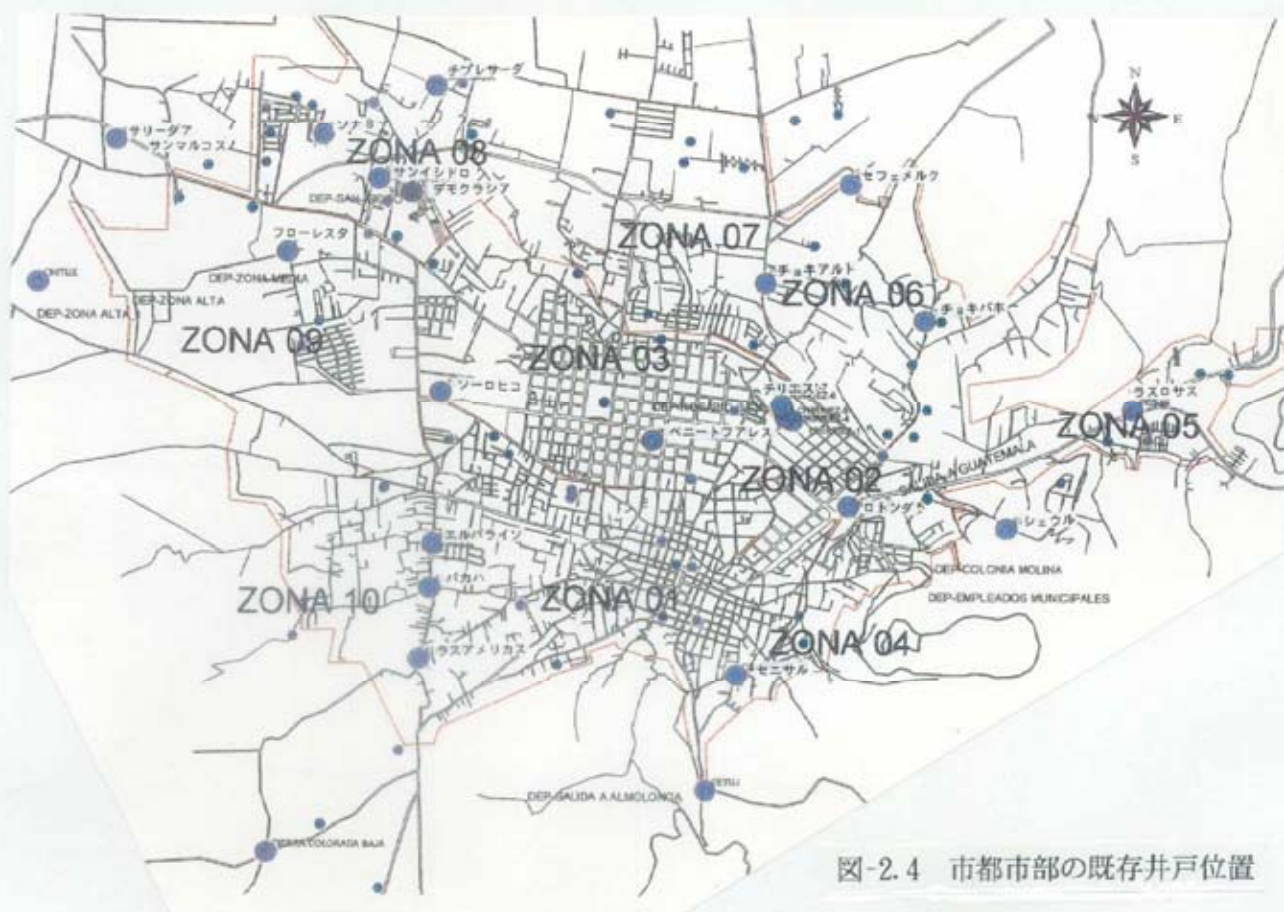 チプレサーダ
サリーダア
サンマルコス
ZONA 08
サンイシドロ
デモクラシア
セフェメルク
N
E
S
フローレスタ
DEP-ZONA MEDIA
ZONA 07
チョキアルト
DEP-ZONA ALTA
DEP-ZONA ALTA
ZONA 06
チョキバホ
ZONA 09
ZONA 03
ソーロヒコ
チリエス
ラスロサス
ベニートフアレス
ZONA 05
ZONA 02
A GUATEMALA
ロトンダ
シェウル
エルパライソ
DEP-COLONIA MOLINA
パカハ
ZONA 10
ZONA 01
DEP-EMPLEADOS MUNICIPALES
ラスアメリカス
ZONA 04
セニサル
DEP-SALIDA A ALMOLONGA
TIERRA COLORADA BAJA
図-2.4 市都市部の既存井戸位置